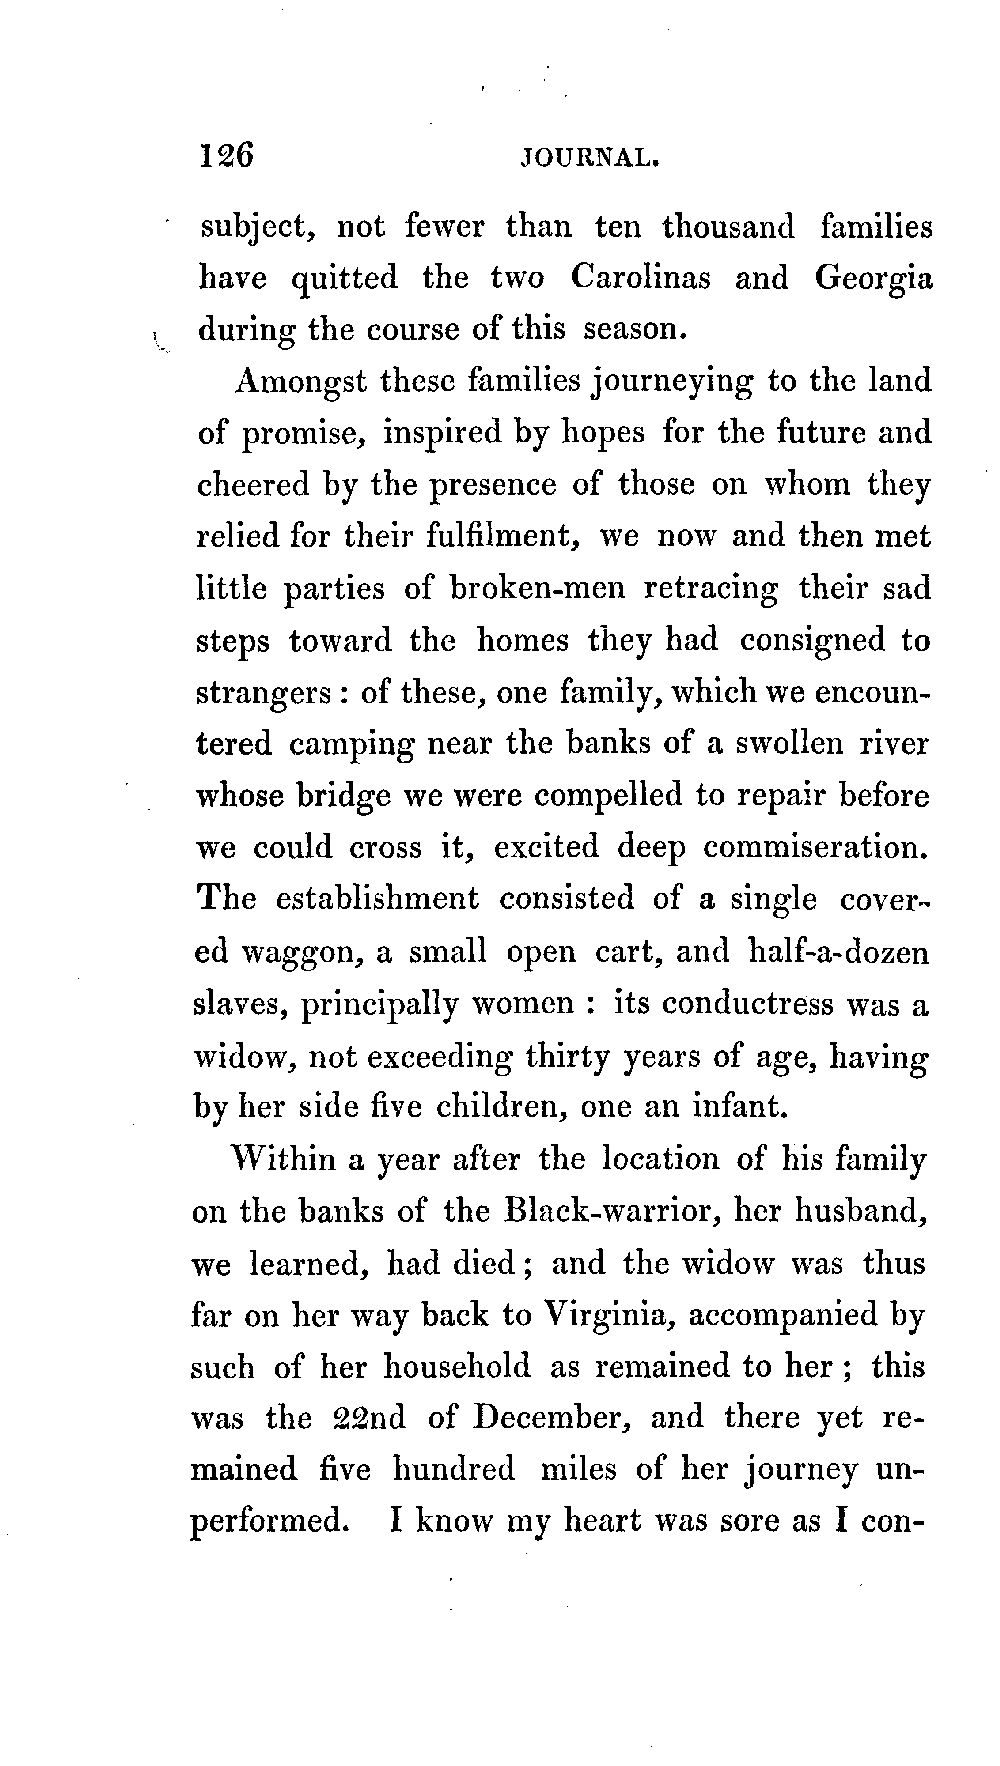 126 JOURNAL.
subject, not fewer than ten thousand families
have quitted the two Carolinas and Georgia
during the course of this season.
Amongst these families journeying to the land
of promise, inspired by hopes for the future and
cheered by the presence of those on whom they
relied for their fulfilment, we now and then met
little parties of broken-men retracing their sad
steps toward the homes they had consigned to
strangers : of these, one family, which we encoun-
tered camping near the banks of a swollen river
whose bridge we were compelled to repair before
we could cross it, excited deep commiseration.
The establishment consisted of a single cover-
ed waggon, a small open cart, and half-a-dozen
slaves, principally women : its conductress was a
widow, not exceeding thirty years of age, having
by her side five children, one an infant.
Within a year after the location of his family
on the banks of the Black-warrior, her husband,
we learned, had died ; and the widow was thus
far on her way back to Virginia, accompanied by
such of her household as remained to her ; this
was the 22nd of December, and there yet re-
mained five hundred miles of her journey un-
performed. I know my heart was sore as I con-